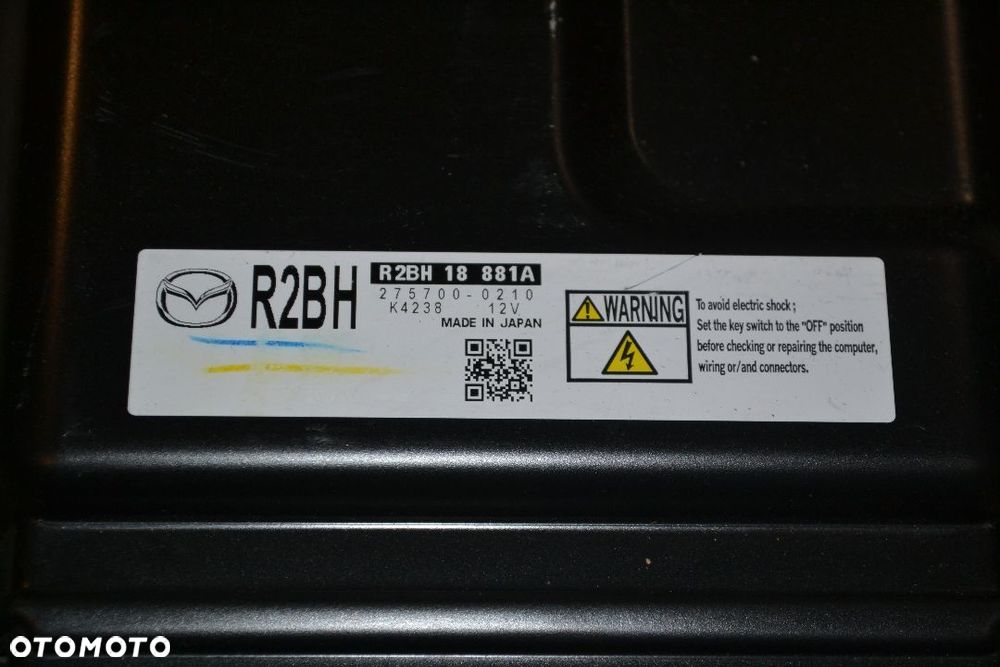 R2BH
R2BH 18 881A
275700-0210
K4238 12V
MADE IN JAPAN
WARNING
To avoid electric shock ;
Set the key switch to the "OFF" position
before checking or repairing the computer,
wiring or/and connectors.
OTOMOTO